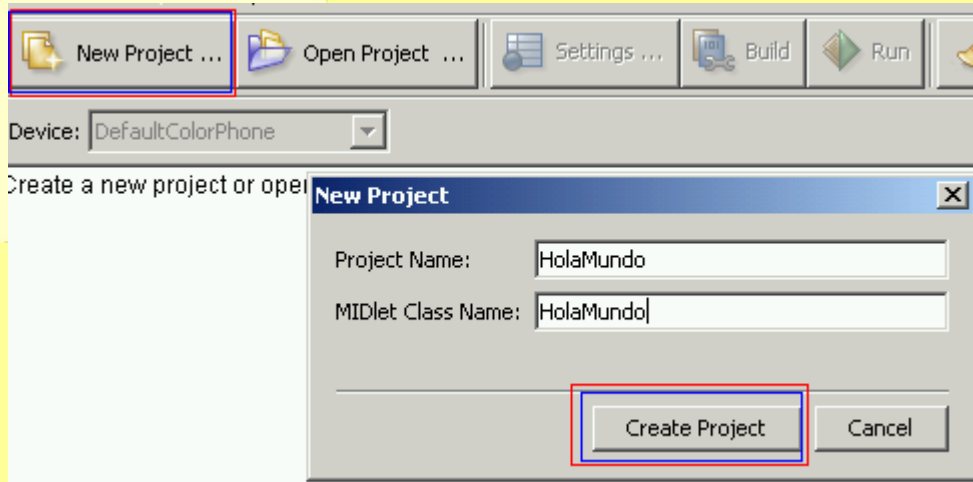 New Project ... Open Project ... Settings ... Build Run
Device: DefaultColorPhone
Create a new project or oper
New Project
Project Name: HolaMundo
MIDlet Class Name: HolaMundo
Create Project Cancel